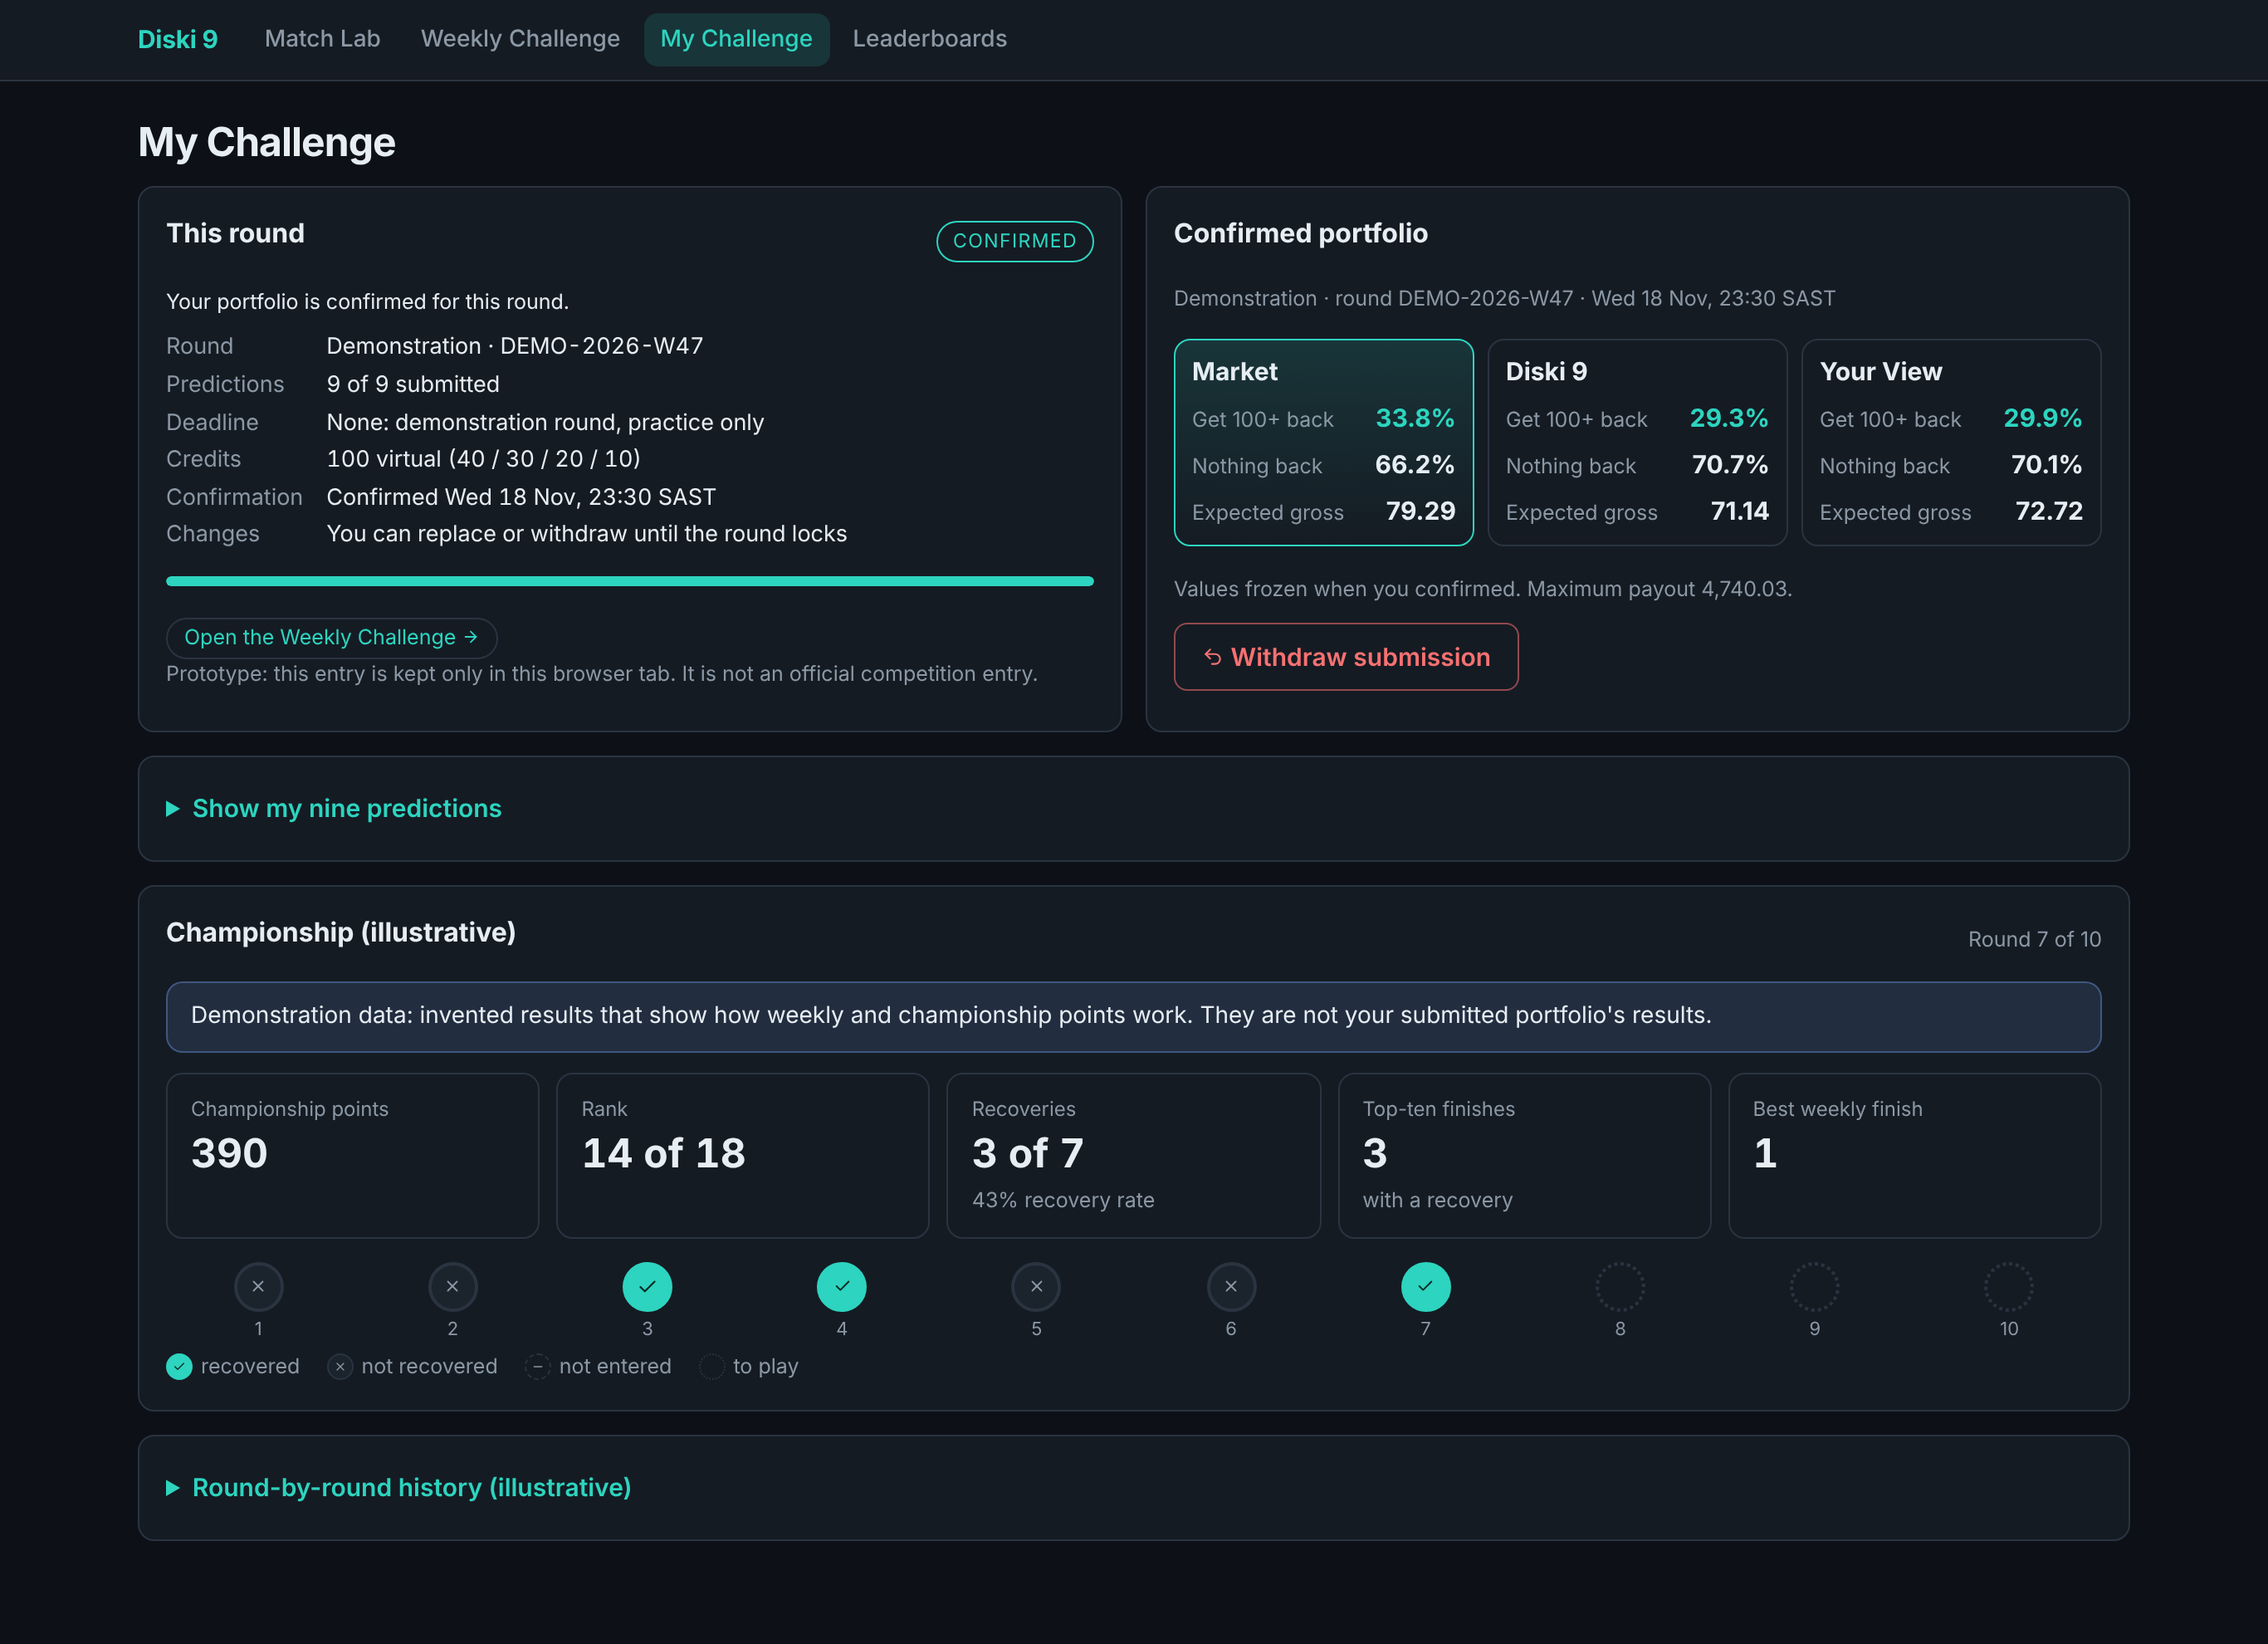 Diski 9 Match Lab Weekly Challenge My Challenge Leaderboards
My Challenge
This round
CONFIRMED
Your portfolio is confirmed for this round.
Round Demonstration · DEMO-2026-W47
Predictions 9 of 9 submitted
Deadline None: demonstration round, practice only
Credits 100 virtual (40 / 30 / 20 / 10)
Confirmation Confirmed Wed 18 Nov, 23:30 SAST
Changes You can replace or withdraw until the round locks
Open the Weekly Challenge →
Prototype: this entry is kept only in this browser tab. It is not an official competition entry.
Confirmed portfolio
Demonstration · round DEMO-2026-W47 · Wed 18 Nov, 23:30 SAST
Market
Get 100+ back 33.8%
Nothing back 66.2%
Expected gross 79.29
Diski 9
Get 100+ back 29.3%
Nothing back 70.7%
Expected gross 71.14
Your View
Get 100+ back 29.9%
Nothing back 70.1%
Expected gross 72.72
Values frozen when you confirmed. Maximum payout 4,740.03.
Withdraw submission
Show my nine predictions
Championship (illustrative)
Round 7 of 10
Demonstration data: invented results that show how weekly and championship points work. They are not your submitted portfolio's results.
Championship points
390
Rank
14 of 18
Recoveries
3 of 7
43% recovery rate
Top-ten finishes
3
with a recovery
Best weekly finish
1
1 2 3 4 5 6 7 8 9 10
recovered not recovered not entered to play
Round-by-round history (illustrative)